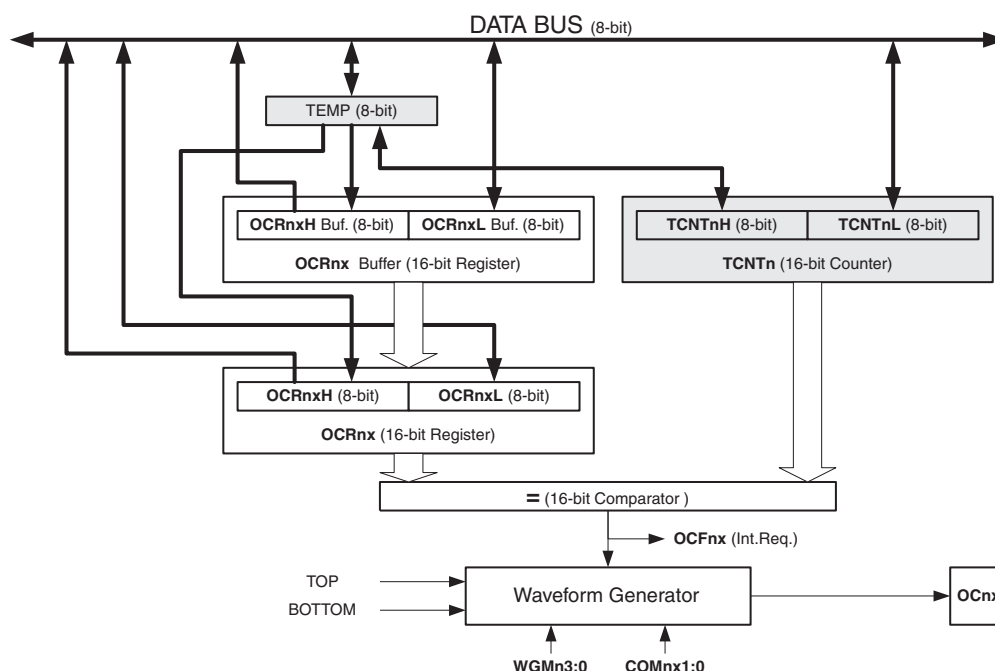 DATA BUS (8-bit)
TEMP (8-bit)
OCRnxH Buf. (8-bit) OCRnxL Buf. (8-bit)
OCRnx Buffer (16-bit Register)
TCNTnH (8-bit) TCNTnL (8-bit)
TCNTn (16-bit Counter)
OCRnxH (8-bit) OCRnxL (8-bit)
OCRnx (16-bit Register)
= (16-bit Comparator )
OCFnx (Int.Req.)
TOP
BOTTOM
Waveform Generator
OCnx
WGMn3:0 COMnx1:0